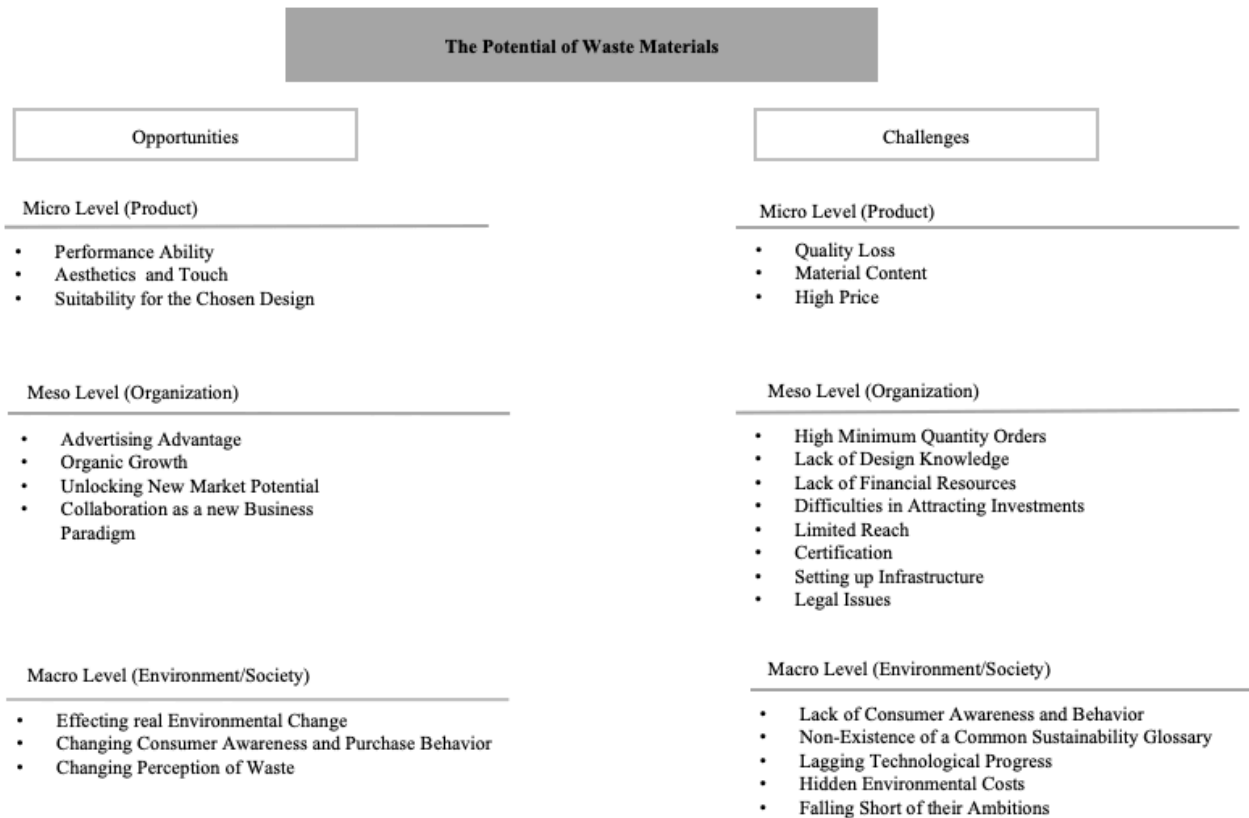 The Potential of Waste Materials
Opportunities
Micro Level (Product)
• Performance Ability
• Aesthetics and Touch
• Suitability for the Chosen Design
Meso Level (Organization)
• Advertising Advantage
• Organic Growth
• Unlocking New Market Potential
• Collaboration as a new Business
Paradigm
Macro Level (Environment/Society)
• Effecting real Environmental Change
• Changing Consumer Awareness and Purchase Behavior
• Changing Perception of Waste
Challenges
Micro Level (Product)
• Quality Loss
• Material Content
• High Price
Meso Level (Organization)
• High Minimum Quantity Orders
• Lack of Design Knowledge
• Lack of Financial Resources
• Difficulties in Attracting Investments
• Limited Reach
• Certification
• Setting up Infrastructure
• Legal Issues
Macro Level (Environment/Society)
• Lack of Consumer Awareness and Behavior
• Non-Existence of a Common Sustainability Glossary
• Lagging Technological Progress
• Hidden Environmental Costs
• Falling Short of their Ambitions